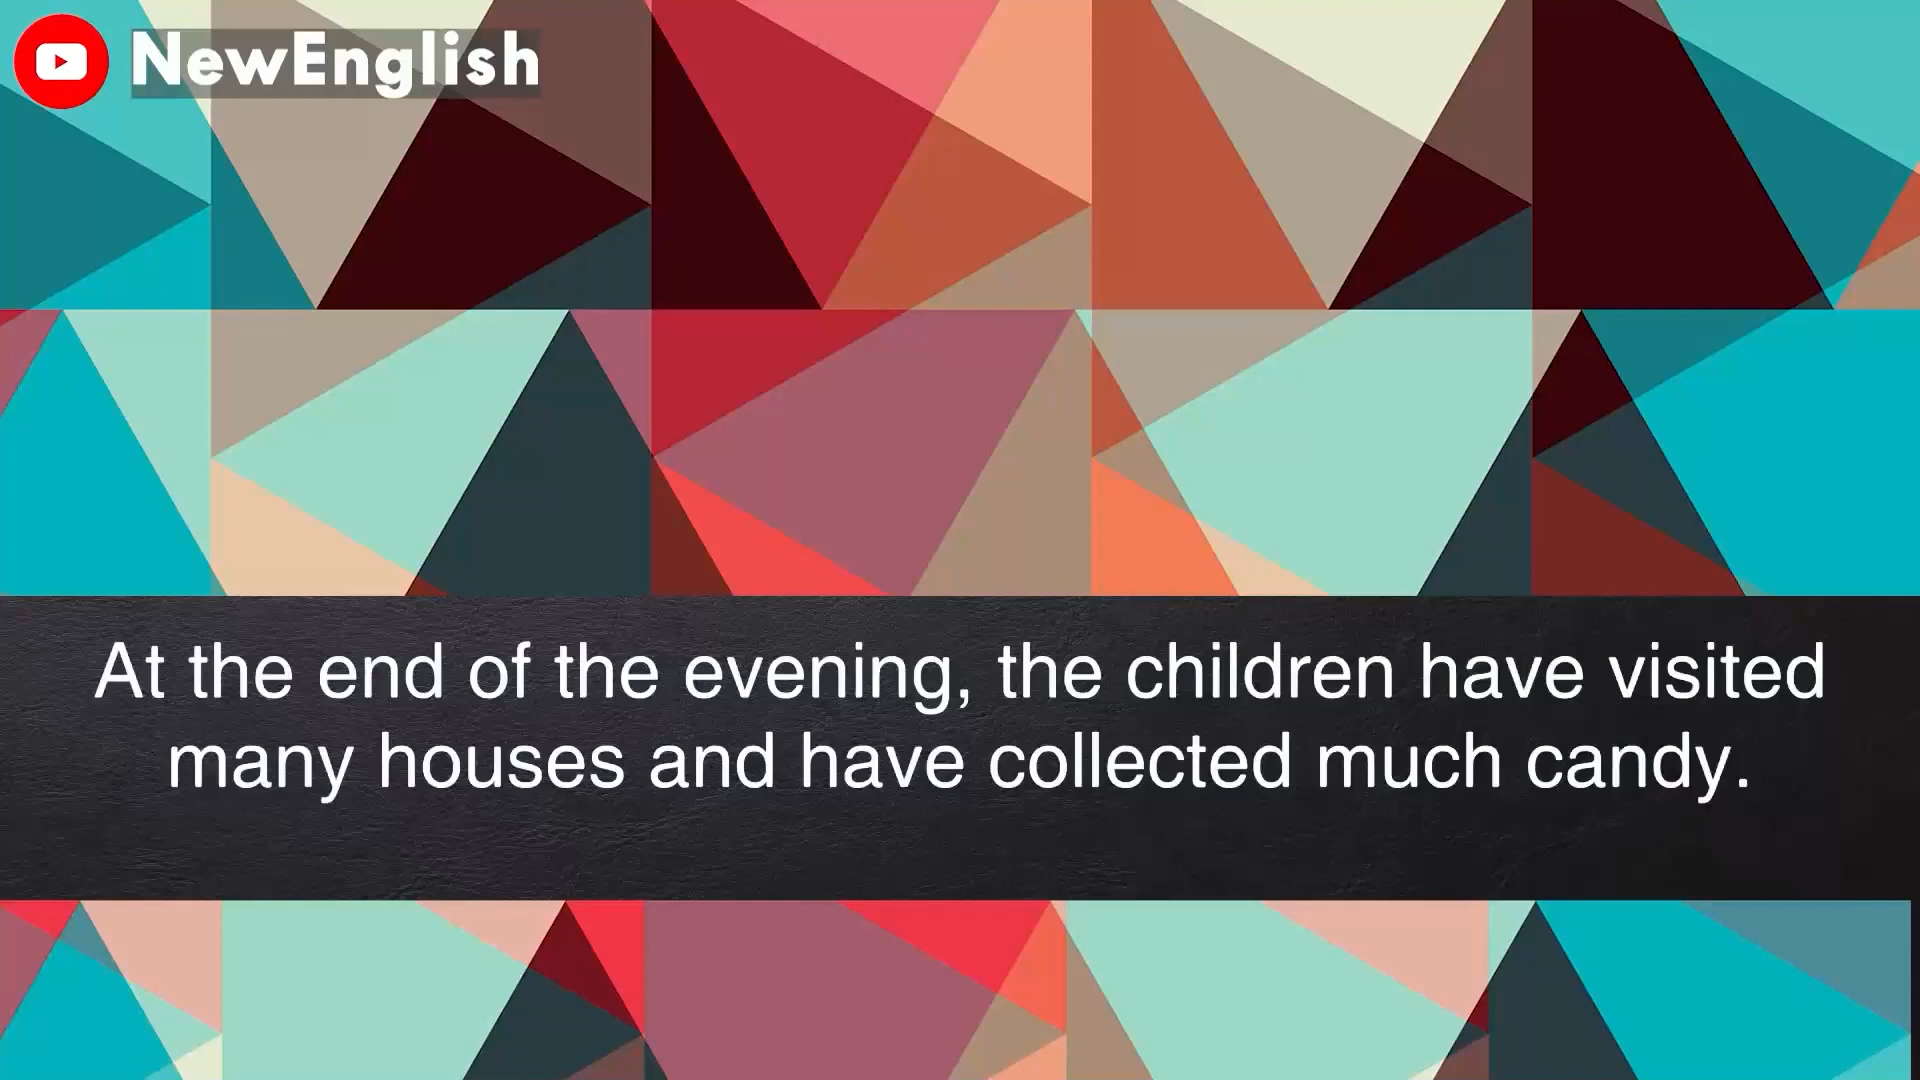 NewEnglish
At the end of the evening, the children have visited
many houses and have collected much candy.